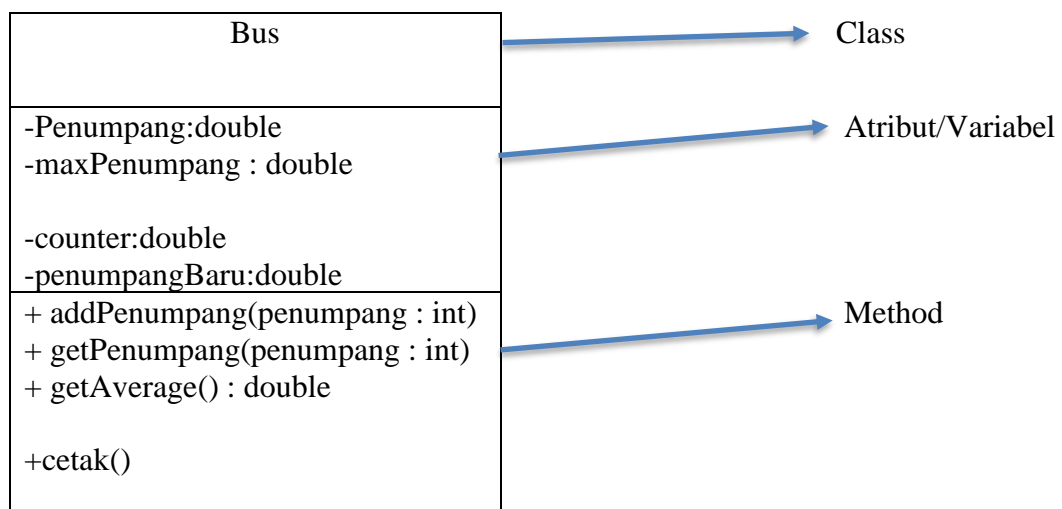 Bus
Class
-Penumpang:double
-maxPenumpang : double
Atribut/Variabel
-counter:double
-penumpangBaru:double
+ addPenumpang(penumpang : int)
+ getPenumpang(penumpang : int)
+ getAverage() : double
Method
+cetak()